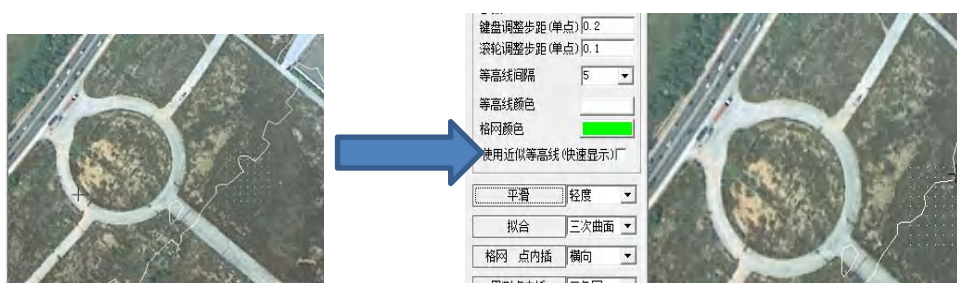 键盘调整步距(单点) 0.2
滚轮调整步距(单点) 0.1
等高线间隔 5
等高线颜色
格网颜色
使用近似等高线(快速显示)
平滑 轻度
拟合 三次曲面
格网 点内插 横向